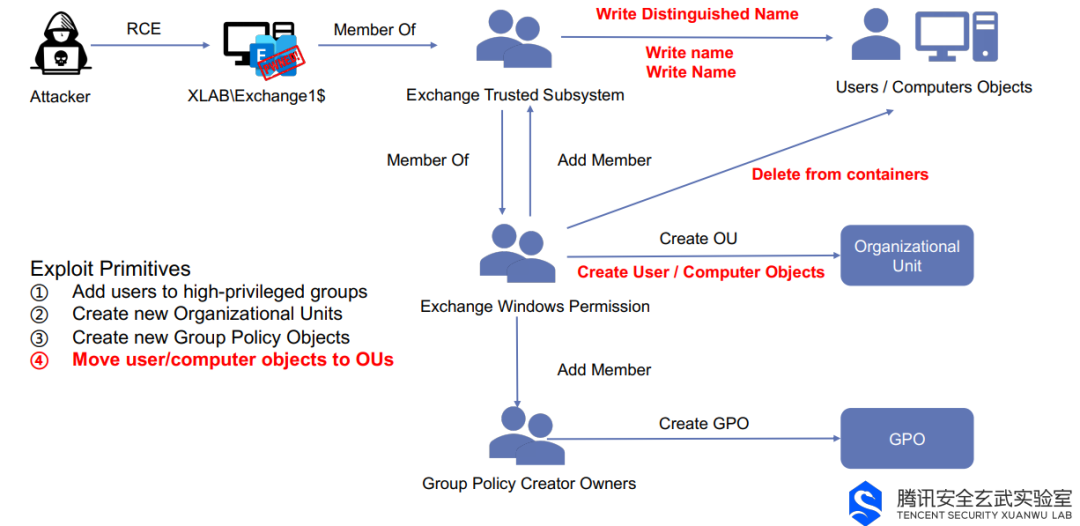 RCE
Member Of
Write Distinguished Name
Write name
Write Name
Attacker
XLAB\Exchange1$
Exchange Trusted Subsystem
Users / Computers Objects
Member Of
Add Member
Delete from containers
Create OU
Create User / Computer Objects
Organizational
Unit
Exchange Windows Permission
Exploit Primitives
① Add users to high-privileged groups
② Create new Organizational Units
③ Create new Group Policy Objects
④ Move user/computer objects to OUs
Add Member
Create GPO
GPO
Group Policy Creator Owners
腾讯安全玄武实验室
TENCENT SECURITY XUANWU LAB